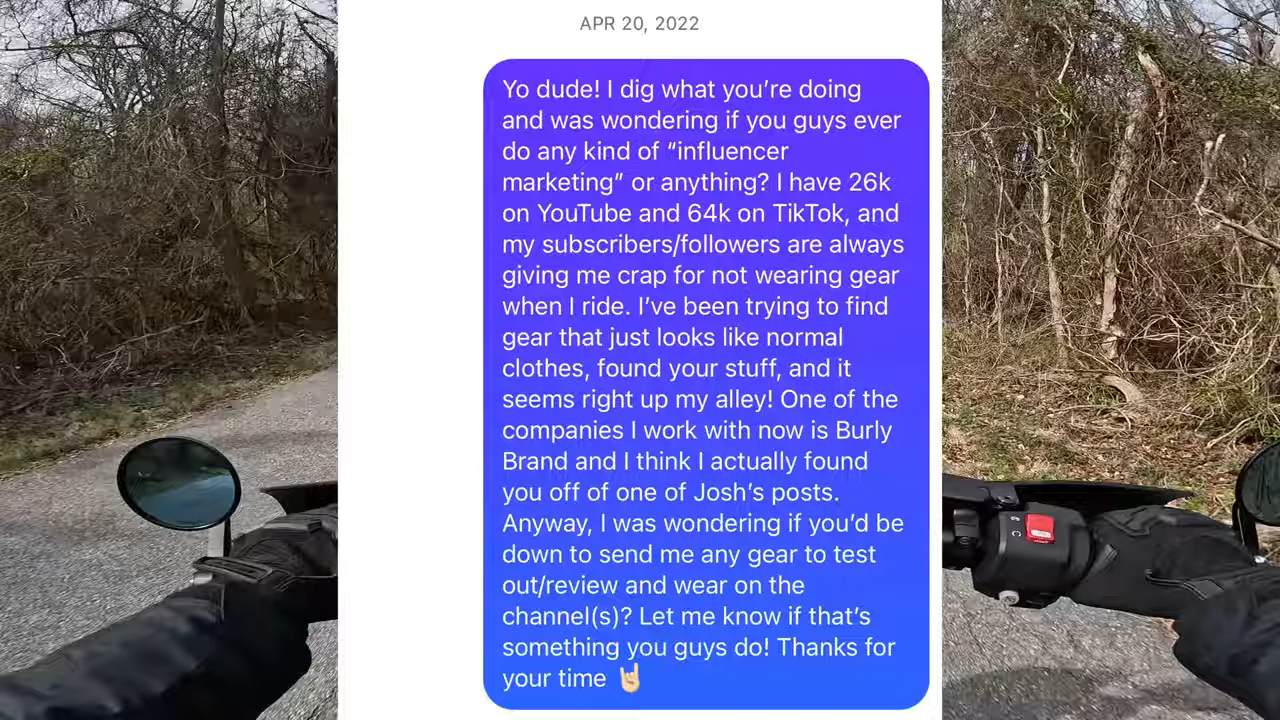 APR 20, 2022
Yo dude! I dig what you’re doing
and was wondering if you guys ever
do any kind of “influencer
marketing” or anything? I have 26k
on YouTube and 64k on TikTok, and
my subscribers/followers are always
giving me crap for not wearing gear
when I ride. I’ve been trying to find
gear that just looks like normal
clothes, found your stuff, and it
seems right up my alley! One of the
companies I work with now is Burly
Brand and I think I actually found
you off of one of Josh’s posts.
Anyway, I was wondering if you’d be
down to send me any gear to test
out/review and wear on the
channel(s)? Let me know if that’s
something you guys do! Thanks for
your time 🤘🏻